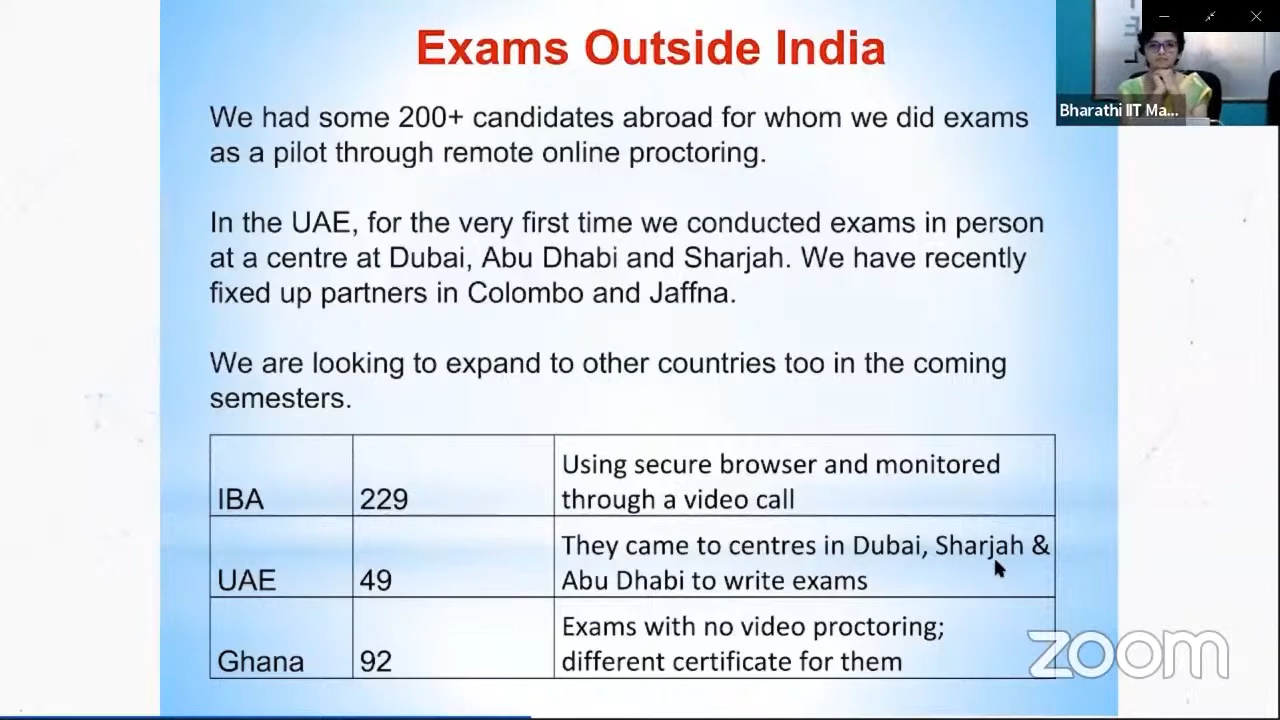 Exams Outside India
Bharathi IIT Ma...
We had some 200+ candidates abroad for whom we did exams
as a pilot through remote online proctoring.
In the UAE, for the very first time we conducted exams in person
at a centre at Dubai, Abu Dhabi and Sharjah. We have recently
fixed up partners in Colombo and Jaffna.
We are looking to expand to other countries too in the coming
semesters.
IBA 229 Using secure browser and monitored
through a video call
UAE 49 They came to centres in Dubai, Sharjah &
Abu Dhabi to write exams
Ghana 92 Exams with no video proctoring;
different certificate for them
zoom